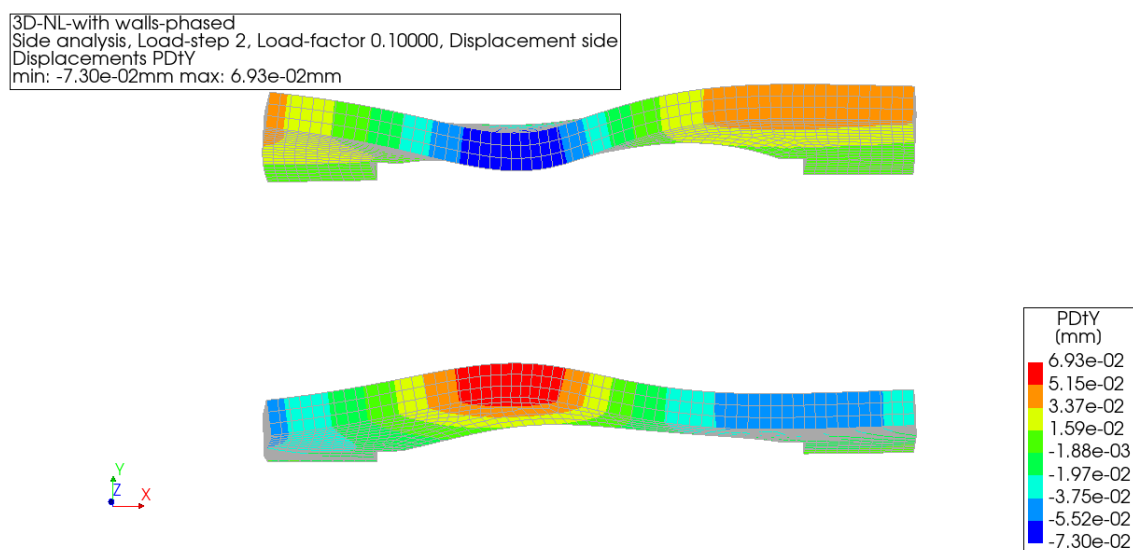 3D-NL-with walls-phased
Side analysis, Load-step 2, Load-factor 0.10000, Displacement side
Displacements PDtY
min: -7.30e-02mm max: 6.93e-02mm
PDtY
(mm)
6.93e-02
5.15e-02
3.37e-02
1.59e-02
-1.88e-03
-1.97e-02
-3.75e-02
-5.52e-02
-7.30e-02
Y
Z
X